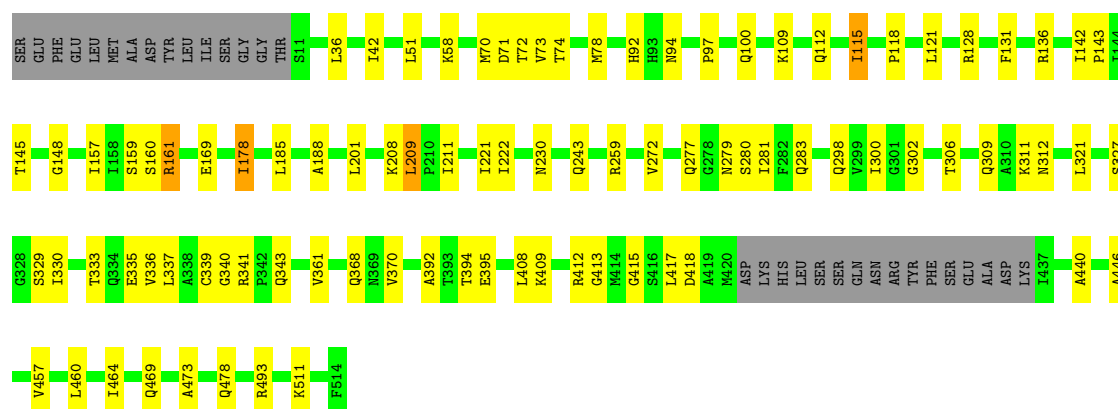 SER GLU PHE GLU LEU MET ALA ASP TYR LEU ILE SER GLY GLY THR S11 L36 I42 L51 K58 M70 D71 T72 V73 T74 M78 H92 H93 N94 P97 Q100 K109 Q112 I115 P118 L121 R128 F131 R136 I142 P143 I144
T145 G148 I157 I158 S159 S160 R161 E169 I178 L185 A188 L201 K208 L209 P210 I211 I221 I222 N230 Q243 R259 V272 Q277 G278 N279 S280 I281 F282 Q283 Q298 V299 I300 G301 G302 T306 Q309 A310 K311 N312 L321 S327
G328 S329 I330 T333 Q334 E335 V336 L337 A338 C339 G340 R341 P342 Q343 V361 Q368 N369 V370 A392 T393 T394 E395 L408 K409 R412 G413 M414 G415 S416 L417 D418 A419 M420 ASP LYS HIS LEU SER SER GLN ASN ARG TYR PHE SER GLU ALA ASP LYS I437 A440 A446
V457 L460 I464 Q469 A473 Q478 R493 K511 F514